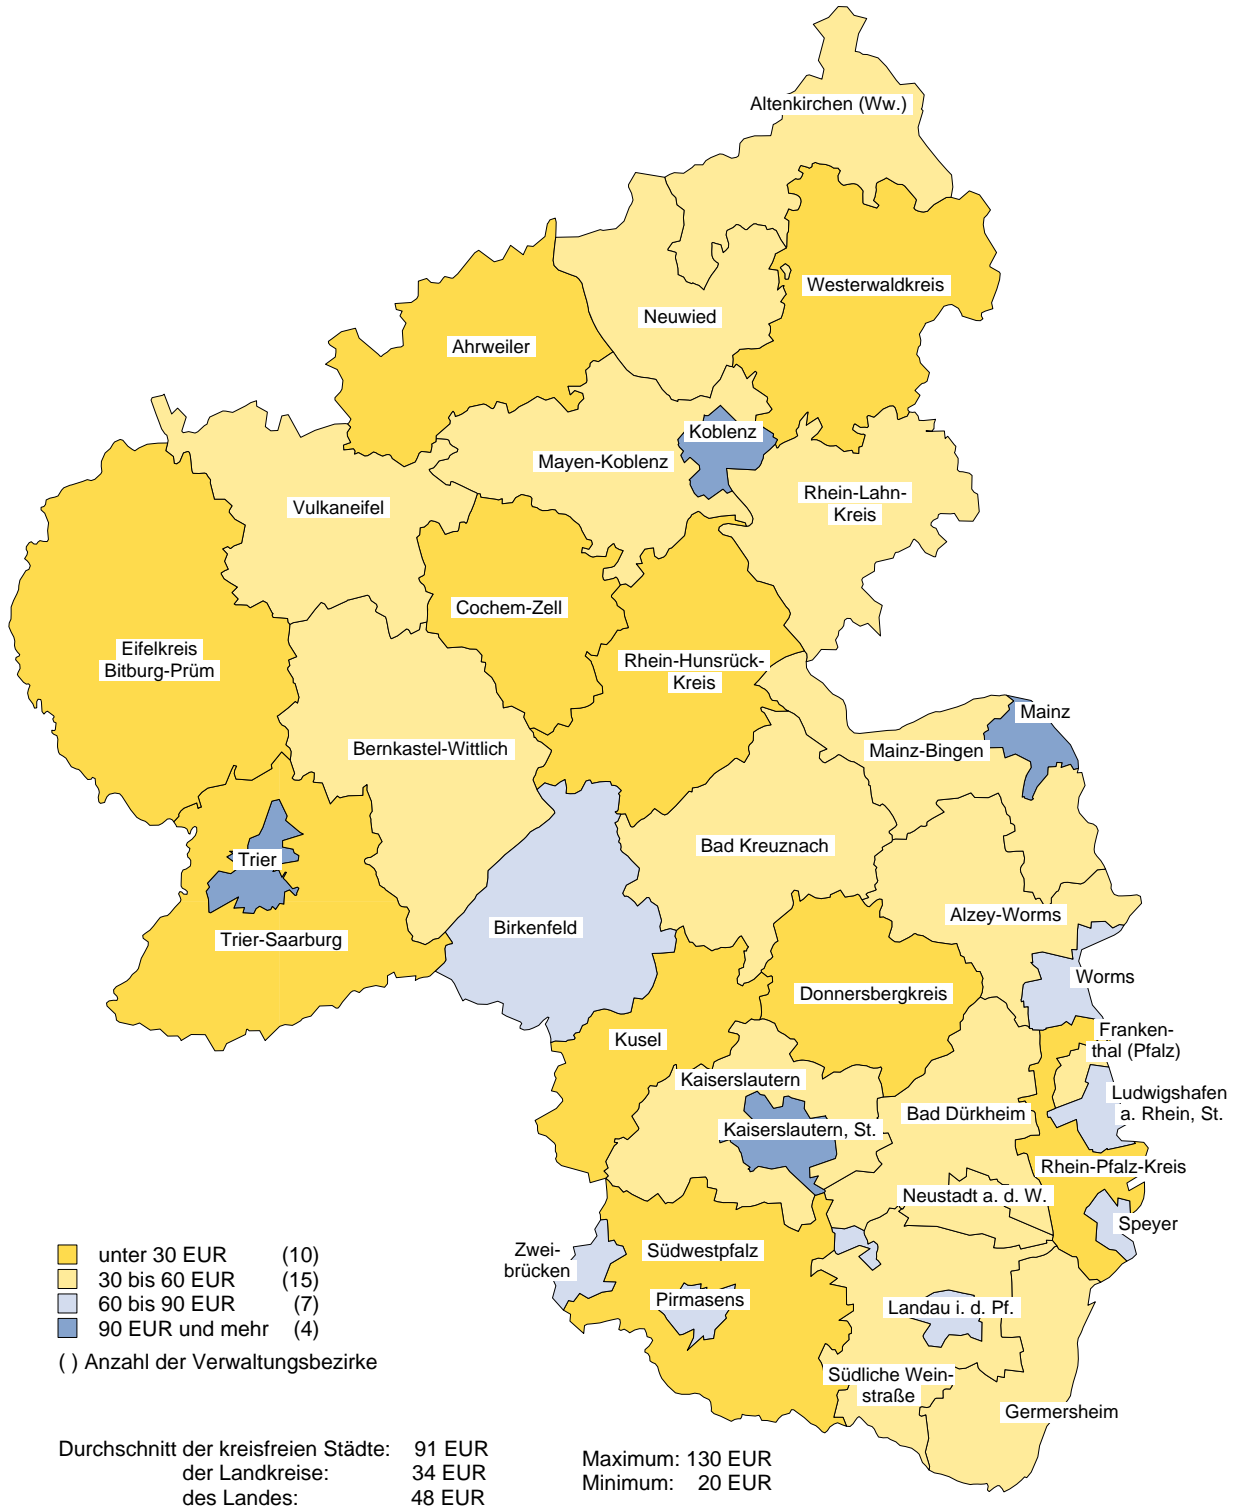 Altenkirchen (Ww.)
Westerwaldkreis
Neuwied
Ahrweiler
Koblenz
Mayen-Koblenz
Rhein-Lahn-
Kreis
Vulkaneifel
Cochem-Zell
Eifelkreis
Bitburg-Prüm
Rhein-Hunsrück-
Kreis
Mainz
Bernkastel-Wittlich
Mainz-Bingen
Bad Kreuznach
Trier
Alzey-Worms
Birkenfeld
Trier-Saarburg
Worms
Donnersbergkreis
Kusel
Franken-
thal (Pfalz)
Kaiserslautern
Ludwigshafen
a. Rhein, St.
Bad Dürkheim
Kaiserslautern, St.
Rhein-Pfalz-Kreis
Neustadt a. d. W.
Speyer
Zwei-
brücken
Südwestpfalz
Pirmasens
Landau i. d. Pf.
Südliche Wein-
straße
Germersheim
unter 30 EUR (10)
30 bis 60 EUR (15)
60 bis 90 EUR (7)
90 EUR und mehr (4)
( ) Anzahl der Verwaltungsbezirke
Durchschnitt der kreisfreien Städte: 91 EUR
der Landkreise: 34 EUR
des Landes: 48 EUR
Maximum: 130 EUR
Minimum: 20 EUR